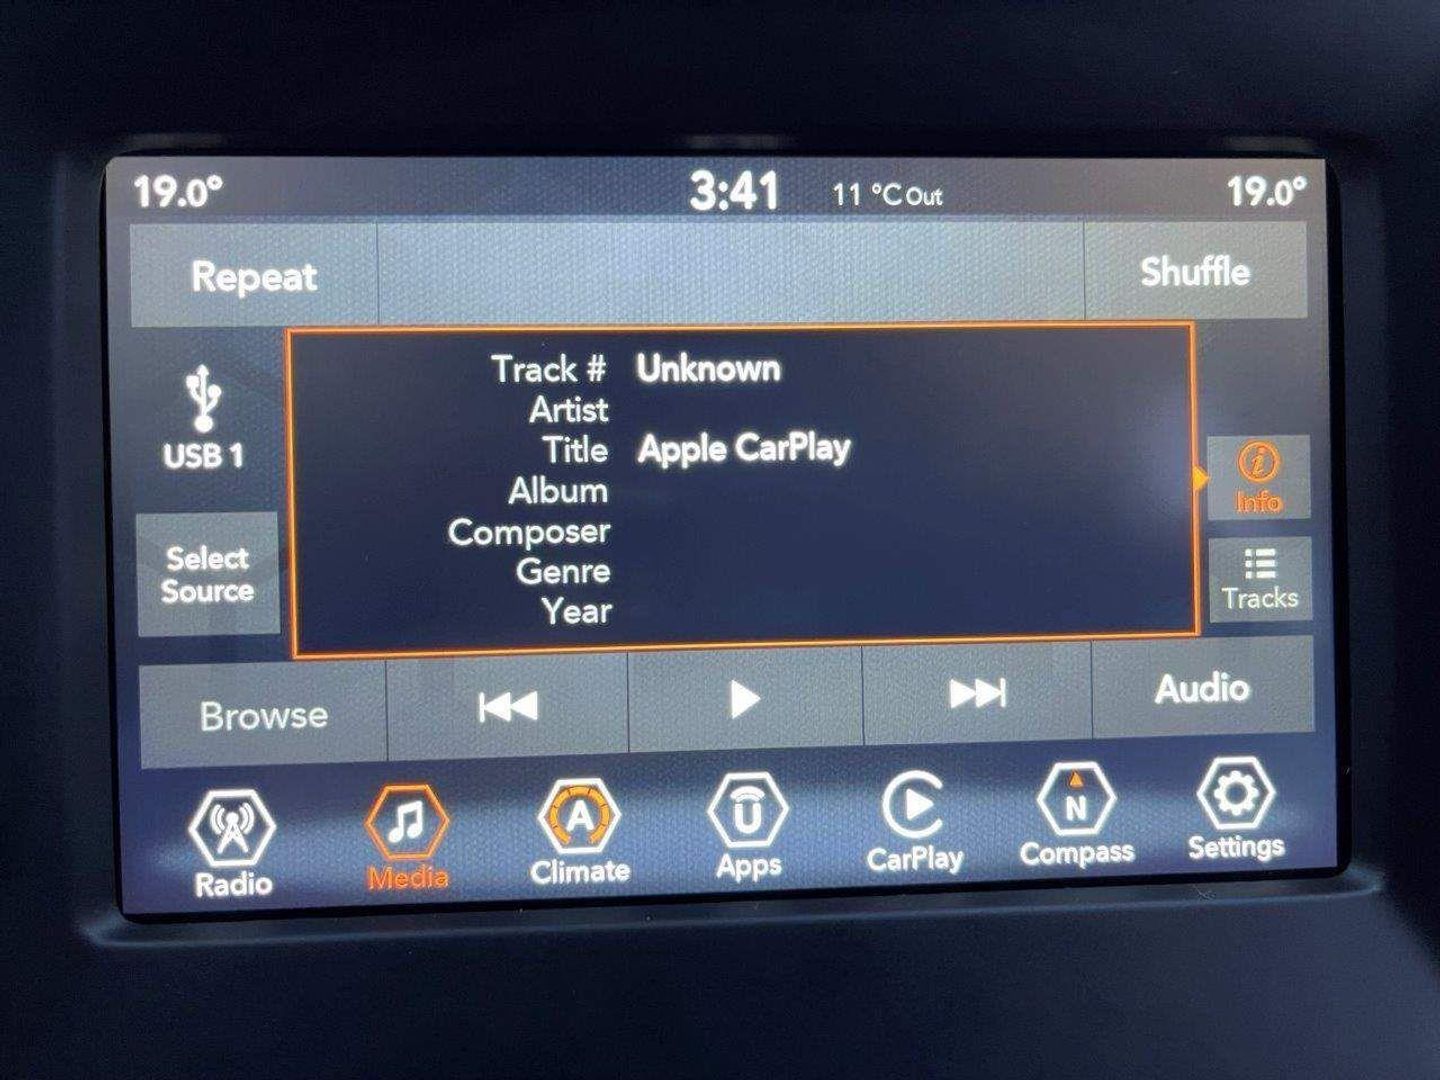 19.0°
3:41
11 °C Out
19.0°
Repeat
Shuffle
Track # Unknown
Artist
Title Apple CarPlay
Album
Composer
Genre
Year
USB 1
Select
Source
i
Info
Tracks
Browse
Audio
A
U
N
Radio
Media
Climate
Apps
CarPlay
Compass
Settings